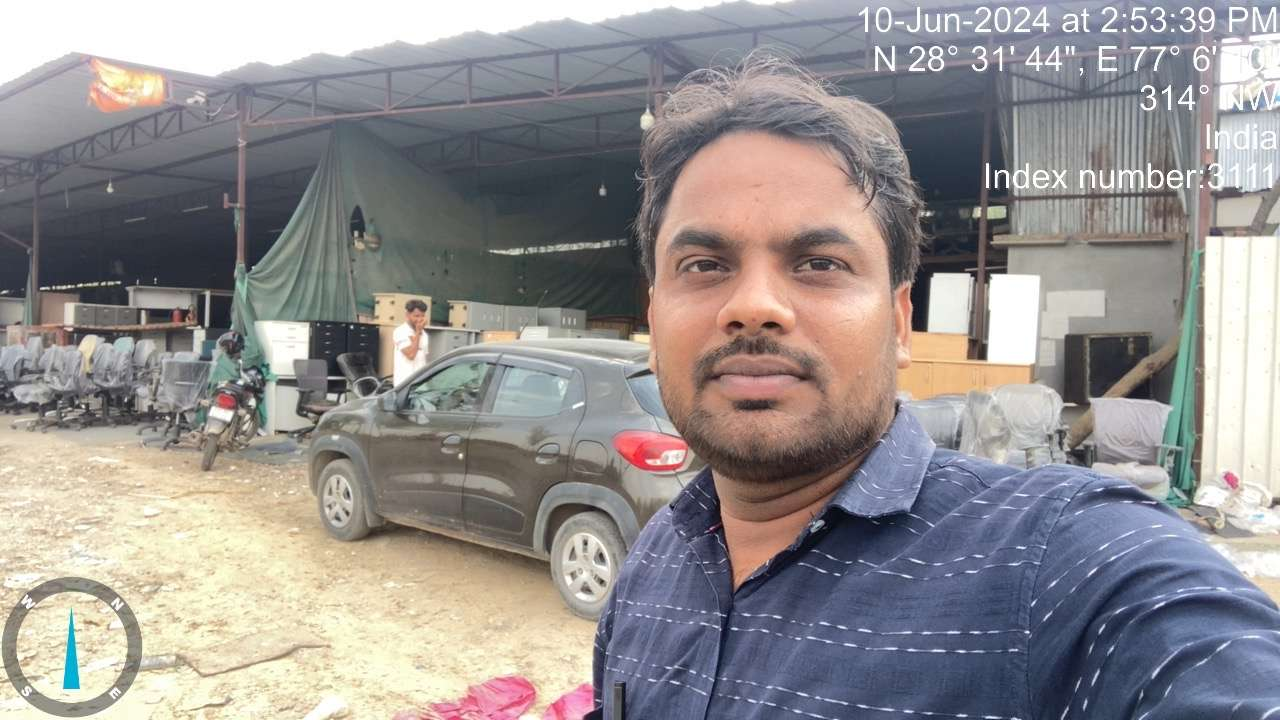 10-Jun-2024 at 2:53:39 PM
N 28° 31' 44", E 77° 6' 10"
314° NW
India
Index number:3111
N
E
S
W